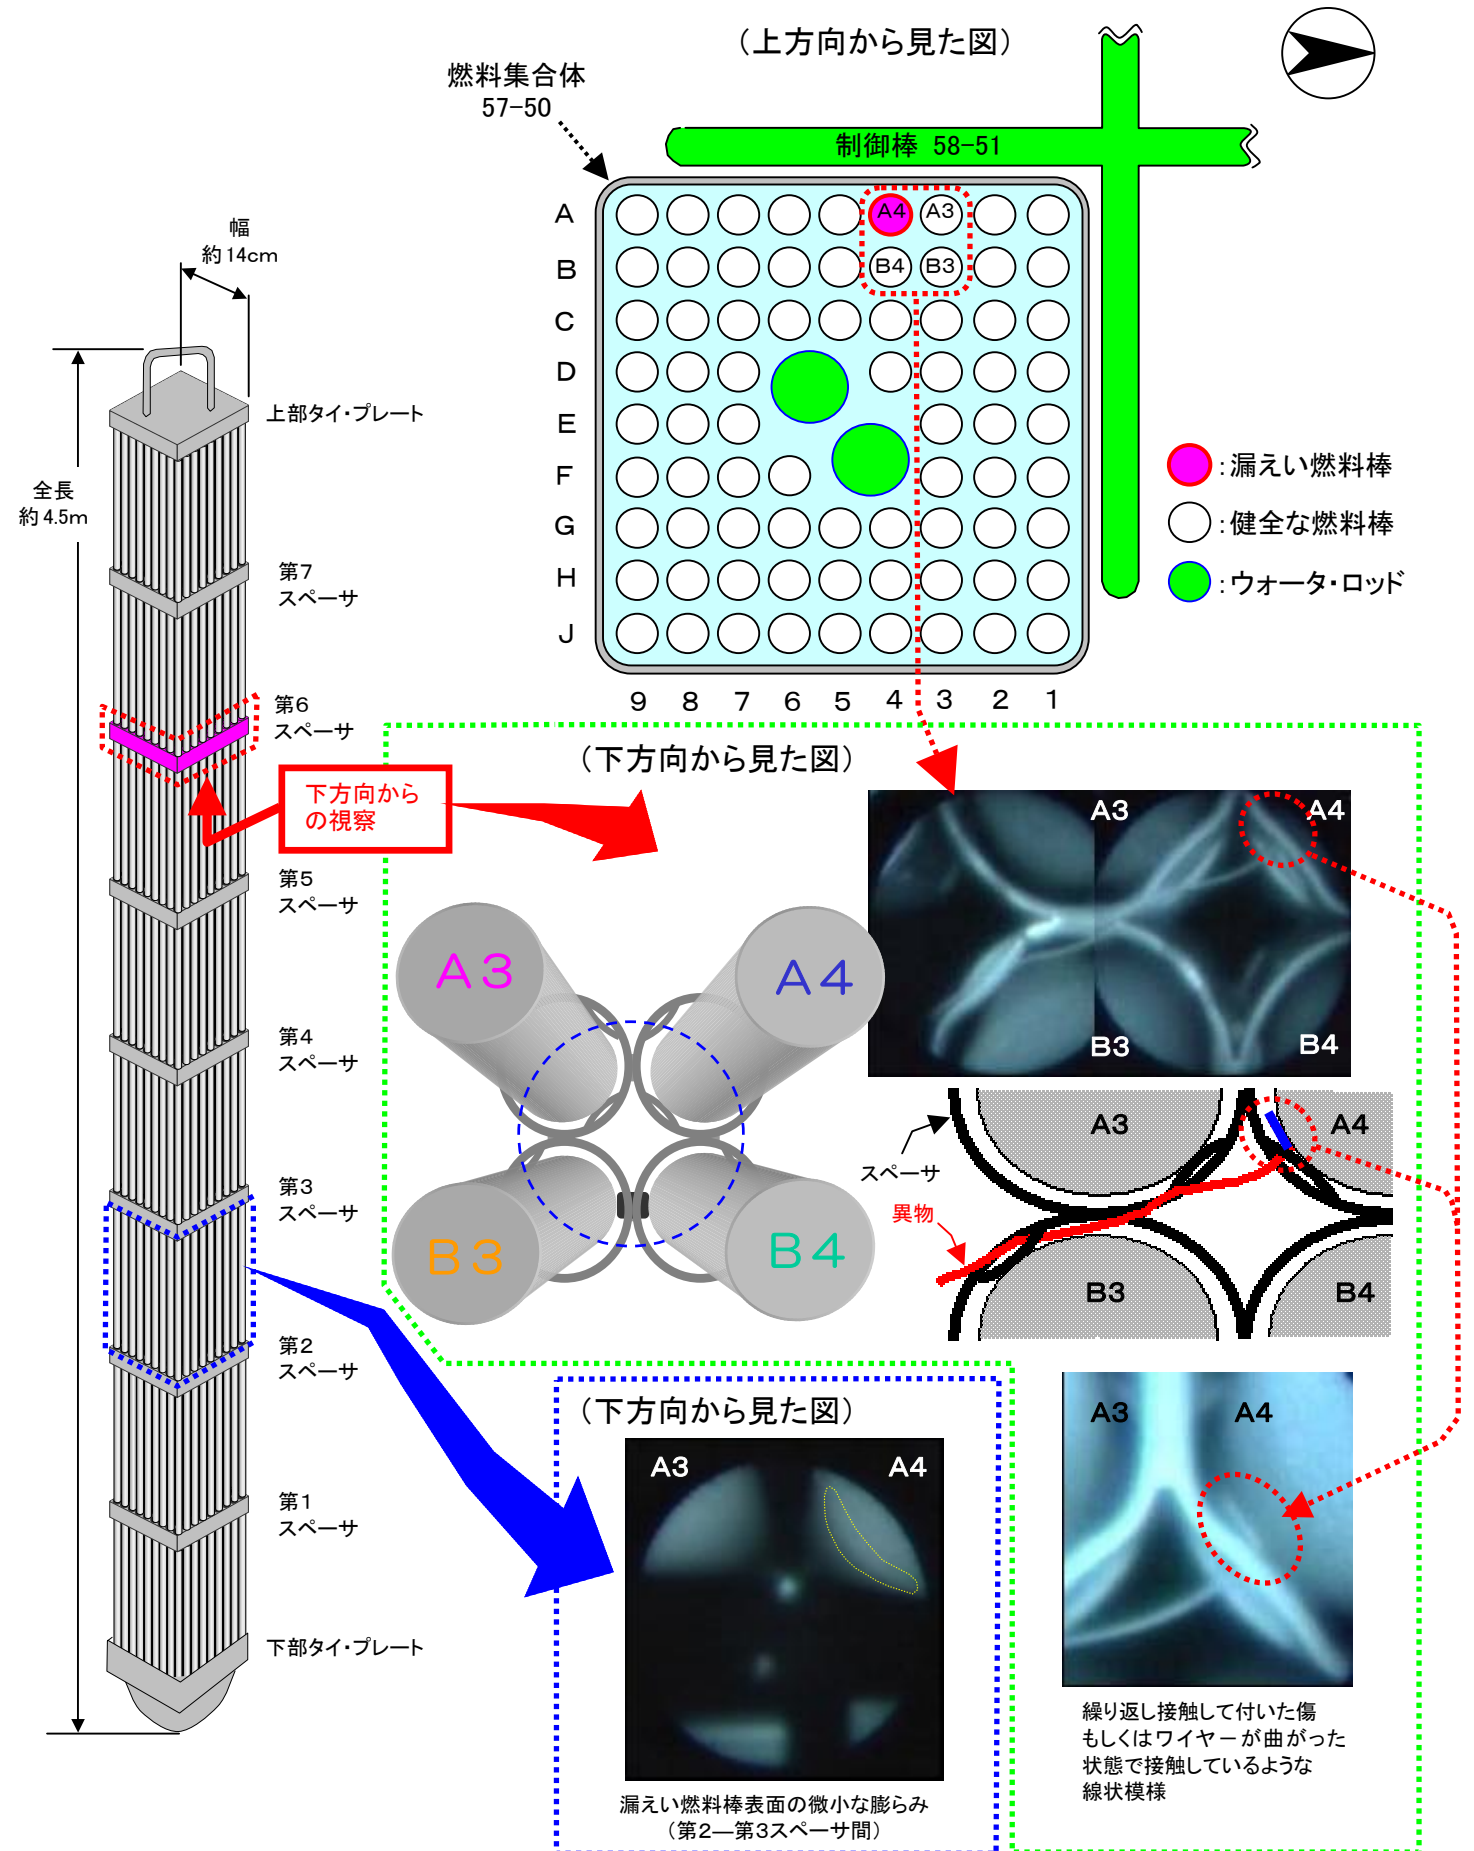 （上方向から見た図）
燃料集合体
57−50
制御棒 58−51
幅
約14cm
A
B
C
D
E
F
G
H
J
A4
A3
B4
B3
9 8 7 6 5 4 3 2 1
：漏えい燃料棒
：健全な燃料棒
：ウォータ・ロッド
上部タイ・プレート
全長
約4.5m
第7
スペーサ
第6
スペーサ
第5
スペーサ
第4
スペーサ
第3
スペーサ
第2
スペーサ
第1
スペーサ
下部タイ・プレート
下方向から
の視察
（下方向から見た図）
A3
A4
B3
B4
A3
A4
B3
B4
スペーサ
異物
A3
A4
B3
B4
（下方向から見た図）
A3
A4
漏えい燃料棒表面の微小な膨らみ
（第2―第3スペーサ間）
A3
A4
繰り返し接触して付いた傷
もしくはワイヤーが曲がった
状態で接触しているような
線状模様